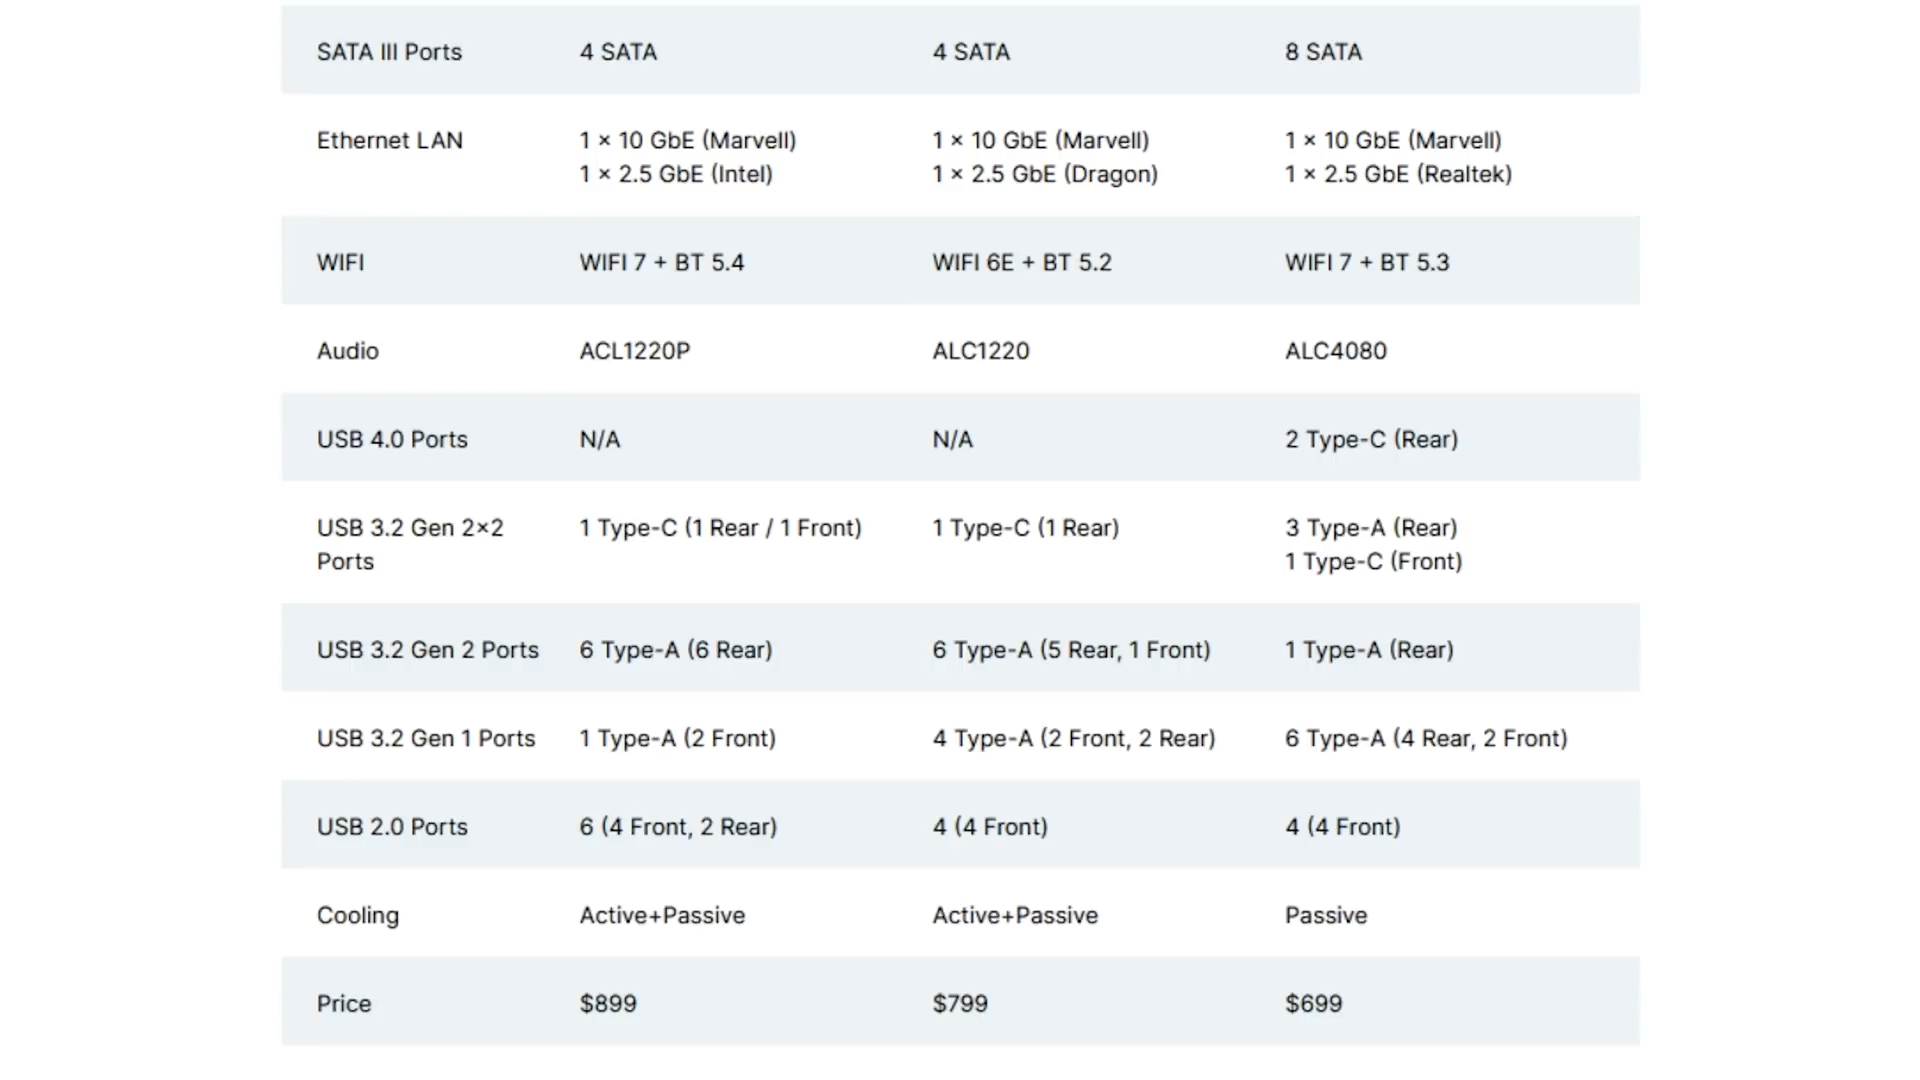 SATA III Ports 4 SATA 4 SATA 8 SATA
Ethernet LAN 1 × 10 GbE (Marvell) 1 × 10 GbE (Marvell) 1 × 10 GbE (Marvell)
1 × 2.5 GbE (Intel) 1 × 2.5 GbE (Dragon) 1 × 2.5 GbE (Realtek)
WIFI WIFI 7 + BT 5.4 WIFI 6E + BT 5.2 WIFI 7 + BT 5.3
Audio ACL1220P ALC1220 ALC4080
USB 4.0 Ports N/A N/A 2 Type-C (Rear)
USB 3.2 Gen 2×2 1 Type-C (1 Rear / 1 Front) 1 Type-C (1 Rear) 3 Type-A (Rear)
Ports 1 Type-C (Front)
USB 3.2 Gen 2 Ports 6 Type-A (6 Rear) 6 Type-A (5 Rear, 1 Front) 1 Type-A (Rear)
USB 3.2 Gen 1 Ports 1 Type-A (2 Front) 4 Type-A (2 Front, 2 Rear) 6 Type-A (4 Rear, 2 Front)
USB 2.0 Ports 6 (4 Front, 2 Rear) 4 (4 Front) 4 (4 Front)
Cooling Active+Passive Active+Passive Passive
Price $899 $799 $699